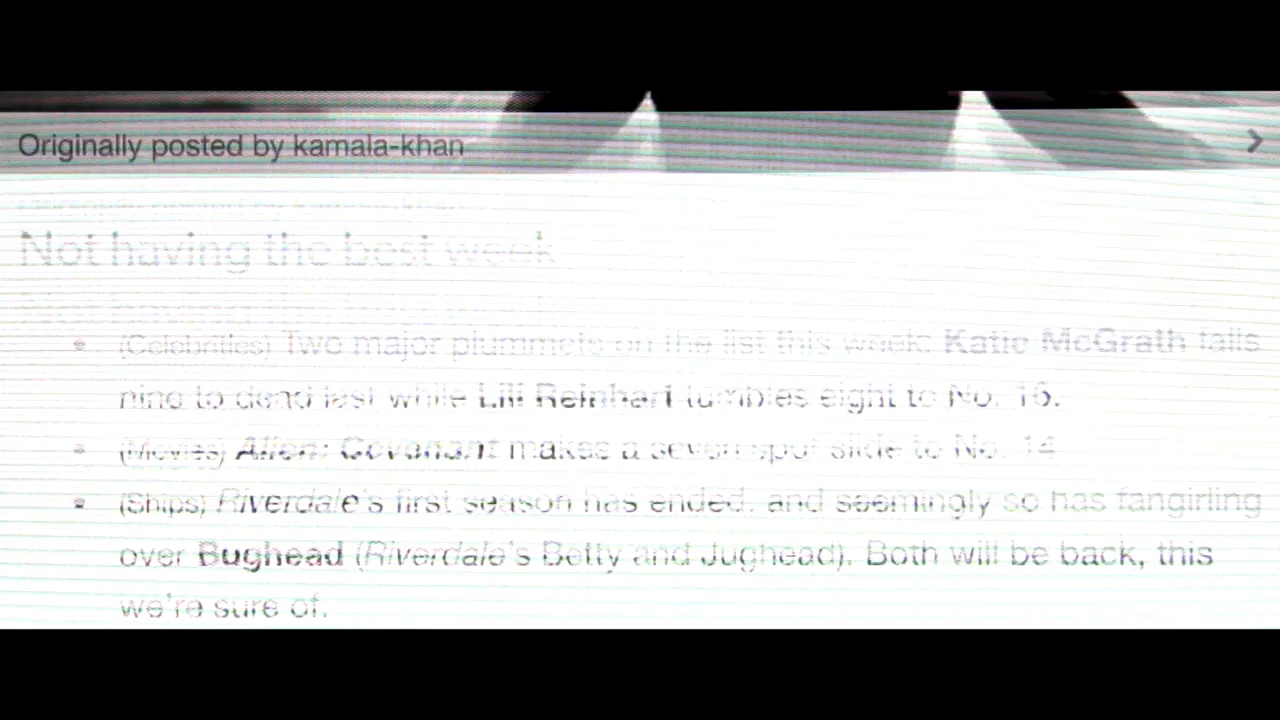 Originally posted by kamala-khan
Not having the best week
(Celebrities) Two major plummets on the list this week: Katie McGrath falls
nine to dead last while Lili Reinhart tumbles eight to No. 16.
(Movies) Alien: Covenant makes a seven spot slide to No. 14
(Ships) Riverdale's first season has ended, and seemingly so has fangirling
over Bughead (Riverdale's Betty and Jughead). Both will be back, this
we're sure of.